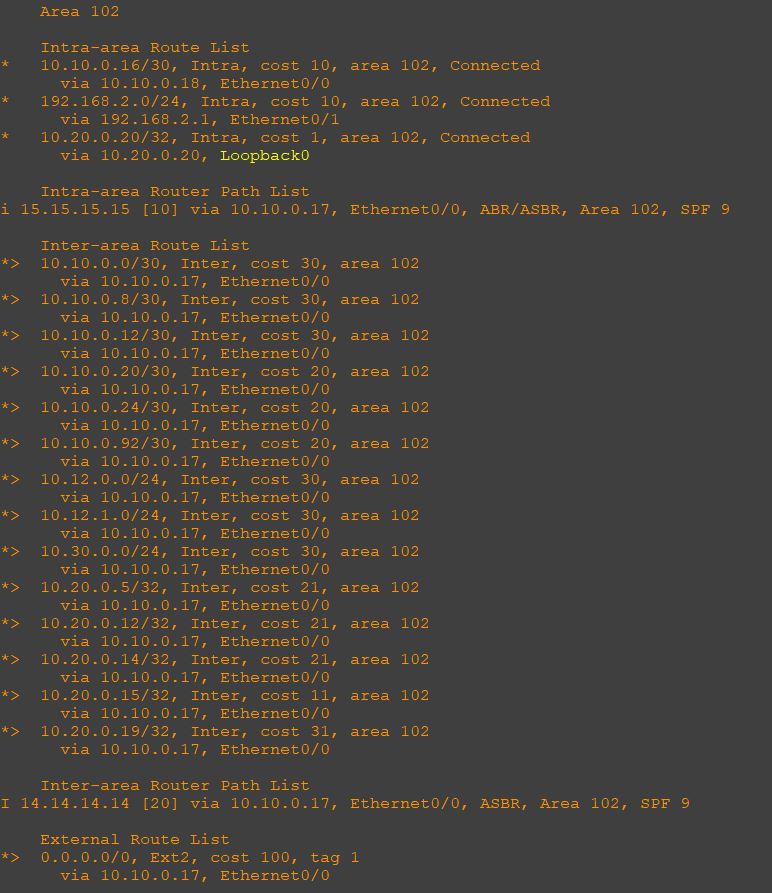 Area 102
Intra-area Route List
* 10.10.0.16/30, Intra, cost 10, area 102, Connected
via 10.10.0.18, Ethernet0/0
* 192.168.2.0/24, Intra, cost 10, area 102, Connected
via 192.168.2.1, Ethernet0/1
* 10.20.0.20/32, Intra, cost 1, area 102, Connected
via 10.20.0.20, Loopback0
Intra-area Router Path List
i 15.15.15.15 [10] via 10.10.0.17, Ethernet0/0, ABR/ASBR, Area 102, SPF 9
Inter-area Route List
*> 10.10.0.0/30, Inter, cost 30, area 102
via 10.10.0.17, Ethernet0/0
*> 10.10.0.8/30, Inter, cost 30, area 102
via 10.10.0.17, Ethernet0/0
*> 10.10.0.12/30, Inter, cost 30, area 102
via 10.10.0.17, Ethernet0/0
*> 10.10.0.20/30, Inter, cost 20, area 102
via 10.10.0.17, Ethernet0/0
*> 10.10.0.24/30, Inter, cost 20, area 102
via 10.10.0.17, Ethernet0/0
*> 10.10.0.92/30, Inter, cost 20, area 102
via 10.10.0.17, Ethernet0/0
*> 10.12.0.0/24, Inter, cost 30, area 102
via 10.10.0.17, Ethernet0/0
*> 10.12.1.0/24, Inter, cost 30, area 102
via 10.10.0.17, Ethernet0/0
*> 10.30.0.0/24, Inter, cost 30, area 102
via 10.10.0.17, Ethernet0/0
*> 10.20.0.5/32, Inter, cost 21, area 102
via 10.10.0.17, Ethernet0/0
*> 10.20.0.12/32, Inter, cost 21, area 102
via 10.10.0.17, Ethernet0/0
*> 10.20.0.14/32, Inter, cost 21, area 102
via 10.10.0.17, Ethernet0/0
*> 10.20.0.15/32, Inter, cost 11, area 102
via 10.10.0.17, Ethernet0/0
*> 10.20.0.19/32, Inter, cost 31, area 102
via 10.10.0.17, Ethernet0/0
Inter-area Router Path List
I 14.14.14.14 [20] via 10.10.0.17, Ethernet0/0, ASBR, Area 102, SPF 9
External Route List
*> 0.0.0.0/0, Ext2, cost 100, tag 1
via 10.10.0.17, Ethernet0/0